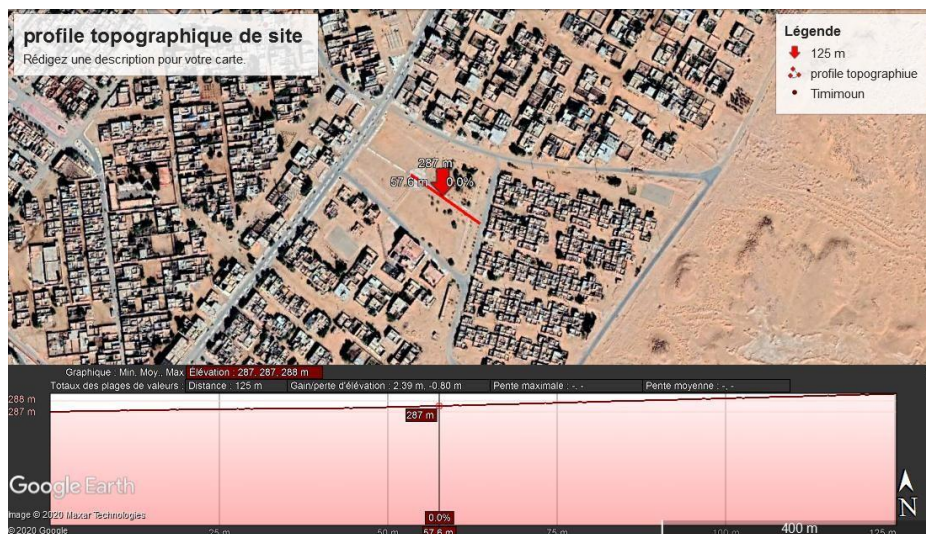 profile topographique de site
Rédigez une description pour votre carte.
Légende
125 m
profile topographiue
Timimoun
287 m
57.6 m 0.0%
Graphique : Min, Moy., Max. Élévation : 287, 287, 288 m
Totaux des plages de valeurs : Distance : 125 m Gain/perte d'élévation : 2.39 m, -0.80 m Pente maximale : -, - Pente moyenne : -, -
288 m
287 m
287 m
Google Earth
Image © 2020 Maxar Technologies
© 2020 Google
0.0%
25 m 50 m 57.6 m 75 m 100 m 125 m
400 m
N